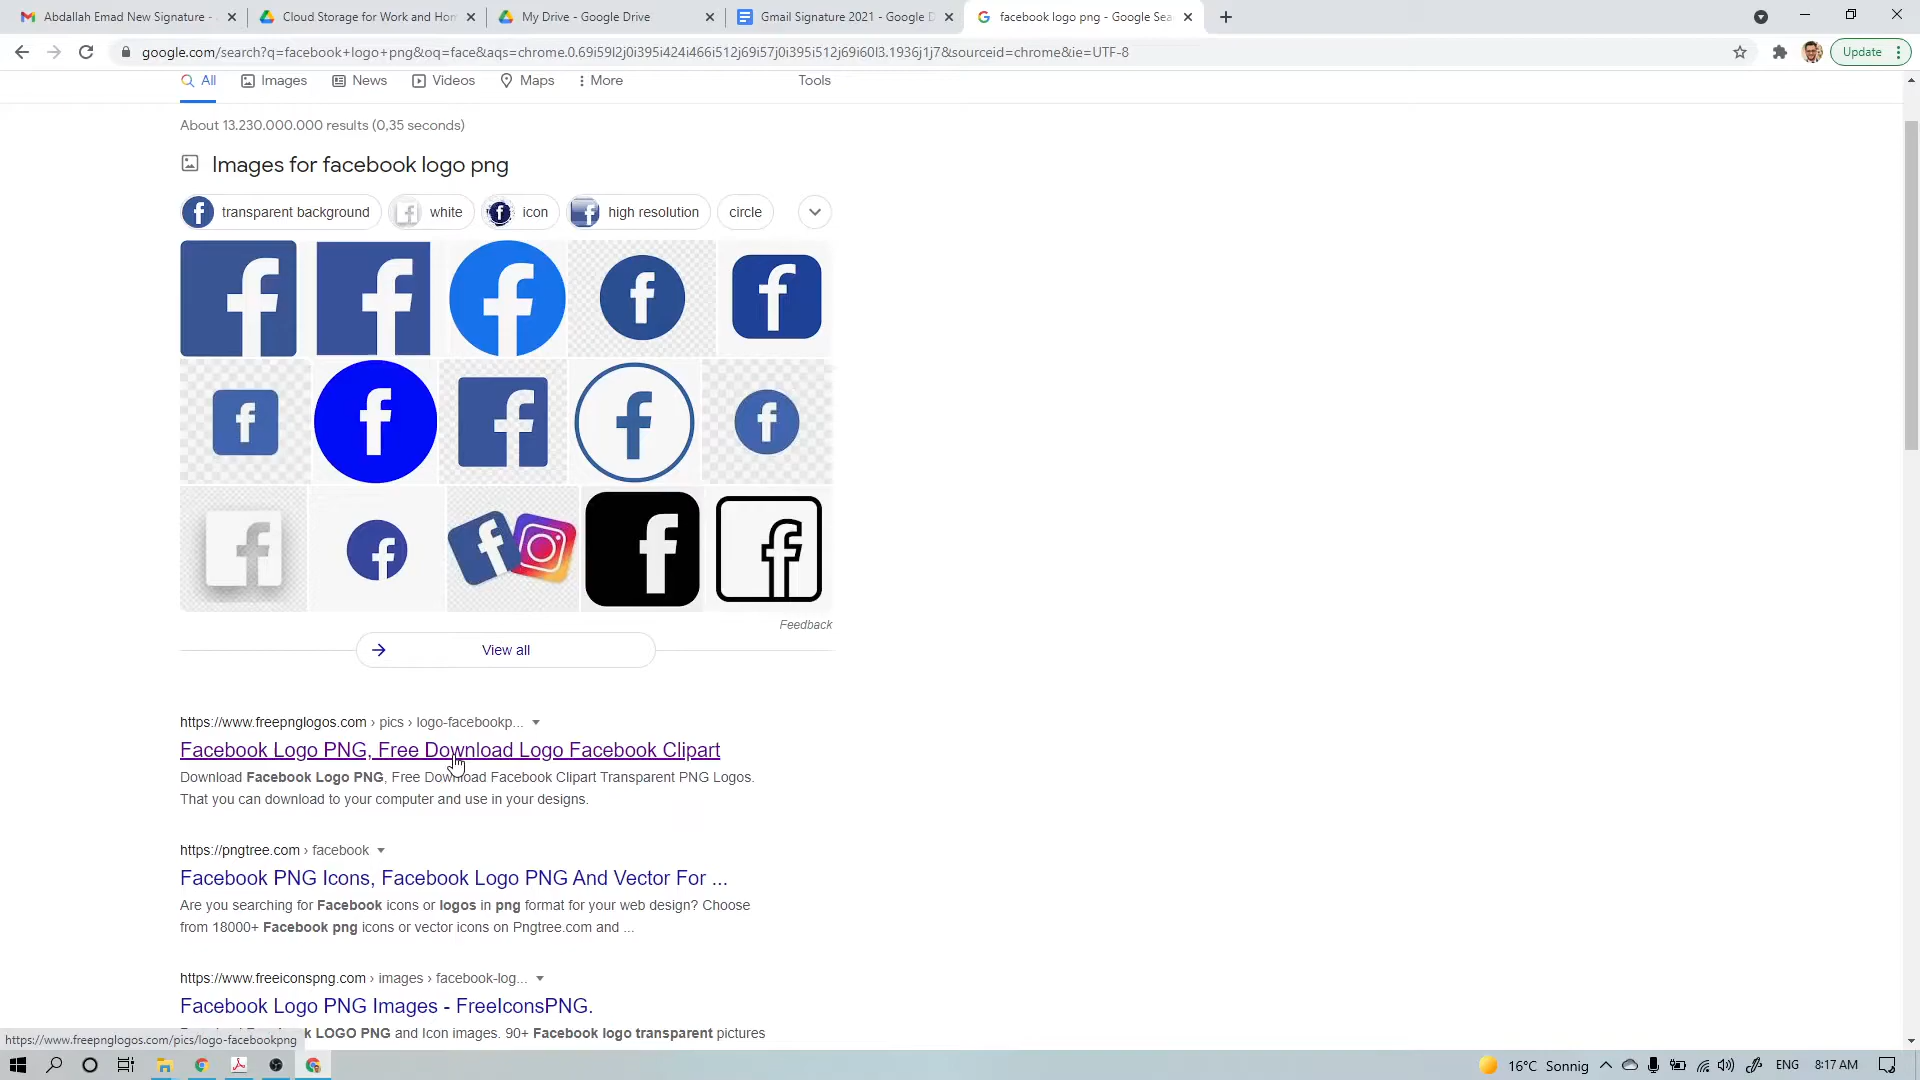 Abdallah Emad New Signature -
Cloud Storage for Work and Hom
My Drive - Google Drive
Gmail Signature 2021 - Google D
facebook logo png - Google Sea
google.com/search?q=facebook+logo+png&oq=face&aqs=chrome.0.69i59l2j0i395i424i466i512j69i57j0i395i512j69i60l3.1936j1j7&sourceid=chrome&ie=UTF-8
Update
All
Images
News
Videos
Maps
More
Tools
About 13.230.000.000 results (0,35 seconds)
Images for facebook logo png
transparent background
white
icon
high resolution
circle
Feedback
View all
https://www.freepnglogos.com › pics › logo-facebookp...
Facebook Logo PNG, Free Download Logo Facebook Clipart
Download Facebook Logo PNG, Free Download Facebook Clipart Transparent PNG Logos.
That you can download to your computer and use in your designs.
https://pngtree.com › facebook
Facebook PNG Icons, Facebook Logo PNG And Vector For ...
Are you searching for Facebook icons or logos in png format for your web design? Choose
from 18000+ Facebook png icons or vector icons on Pngtree.com and ...
https://www.freeiconspng.com › images › facebook-log...
Facebook Logo PNG Images - FreeIconsPNG.
LOGO PNG and Icon images. 90+ Facebook logo transparent pictures
https://www.freepnglogos.com/pics/logo-facebookpng
16°C Sonnig
ENG
8:17 AM